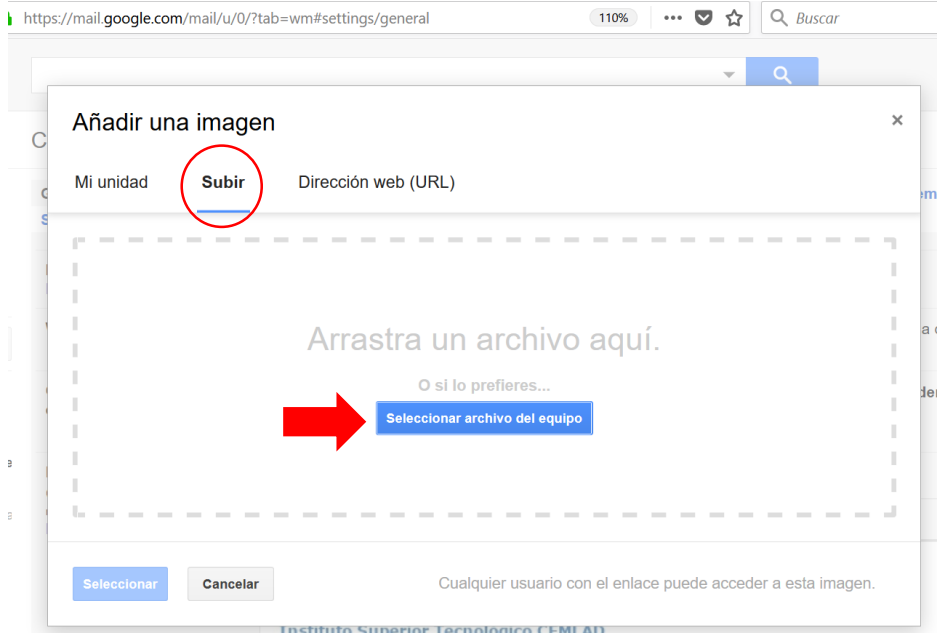 https://mail.google.com/mail/u/0/?tab=wm#settings/general
110%
Buscar
Añadir una imagen
Mi unidad
Subir
Dirección web (URL)
Arrastra un archivo aquí.
O si lo prefieres...
Seleccionar archivo del equipo
Seleccionar
Cancelar
Cualquier usuario con el enlace puede acceder a esta imagen.
Instituto Superior Tecnologico CEMLAD